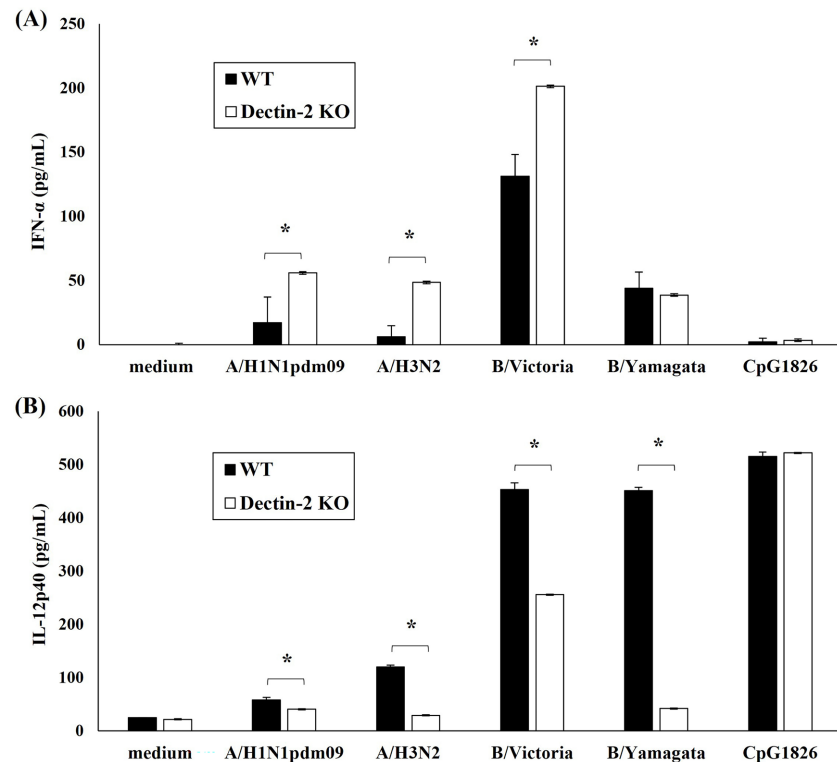 (A)
250
200
150
100
50
0
IFN-α (pg/mL)
WT
Dectin-2 KO
*
*
*
medium A/H1N1pdm09 A/H3N2 B/Victoria B/Yamagata CpG1826
(B)
600
500
400
300
200
100
0
IL-12p40 (pg/mL)
WT
Dectin-2 KO
*
*
*
*
medium A/H1N1pdm09 A/H3N2 B/Victoria B/Yamagata CpG1826